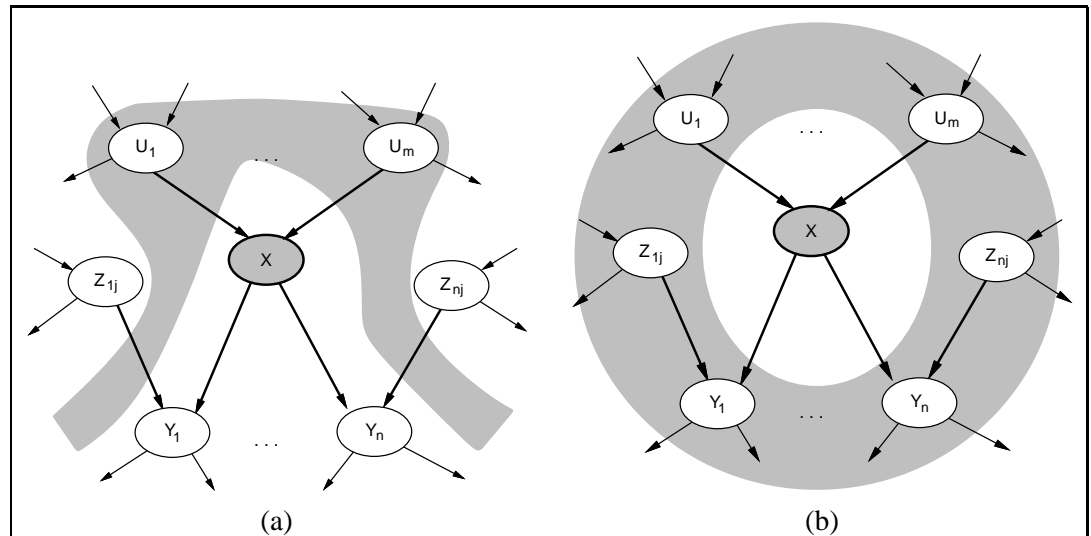 U1 ... Um
X
Z1j Znj
Y1 ... Yn
(a)
U1 ... Um
X
Z1j Znj
Y1 ... Yn
(b)